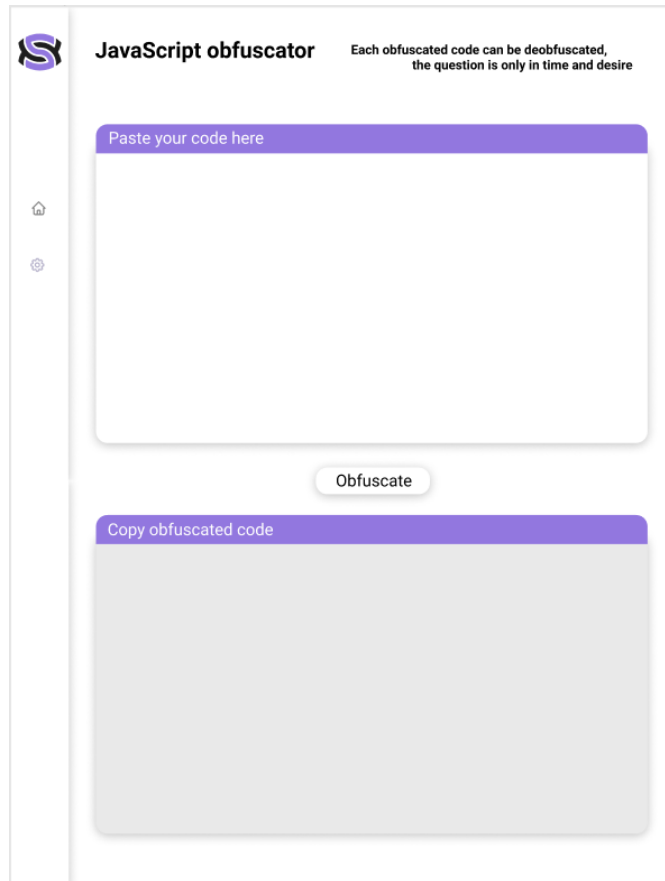 JavaScript obfuscator
Each obfuscated code can be deobfuscated,
the question is only in time and desire
Paste your code here
Obfuscate
Copy obfuscated code